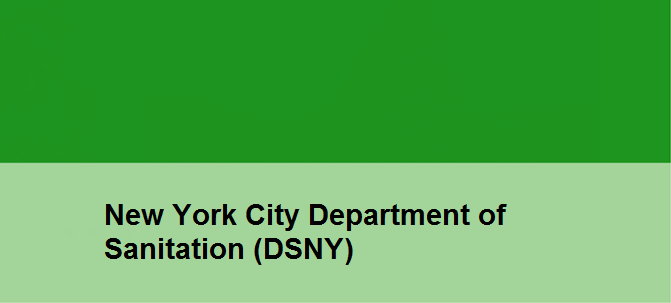 New York City Department of
Sanitation (DSNY)